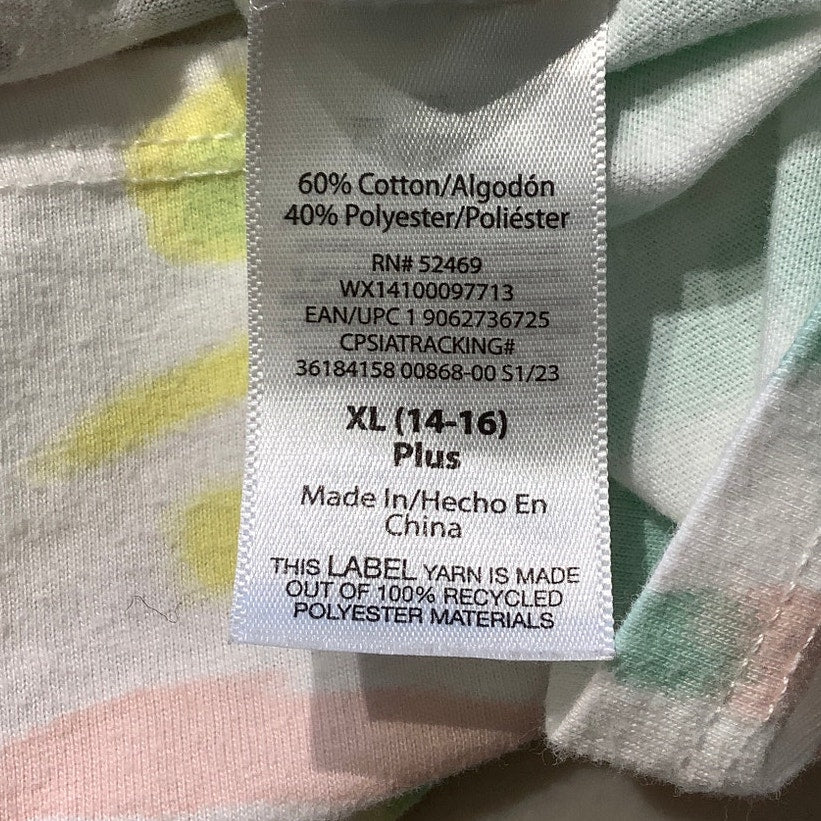 60% Cotton/Algodón
40% Polyester/Poliéster
RN# 52469
WX14100097713
EAN/UPC 1 9062736725
CPSIATRACKING#
36184158 00868-00 S1/23
XL (14-16)
Plus
Made In/Hecho En
China
THIS LABEL YARN IS MADE
OUT OF 100% RECYCLED
POLYESTER MATERIALS